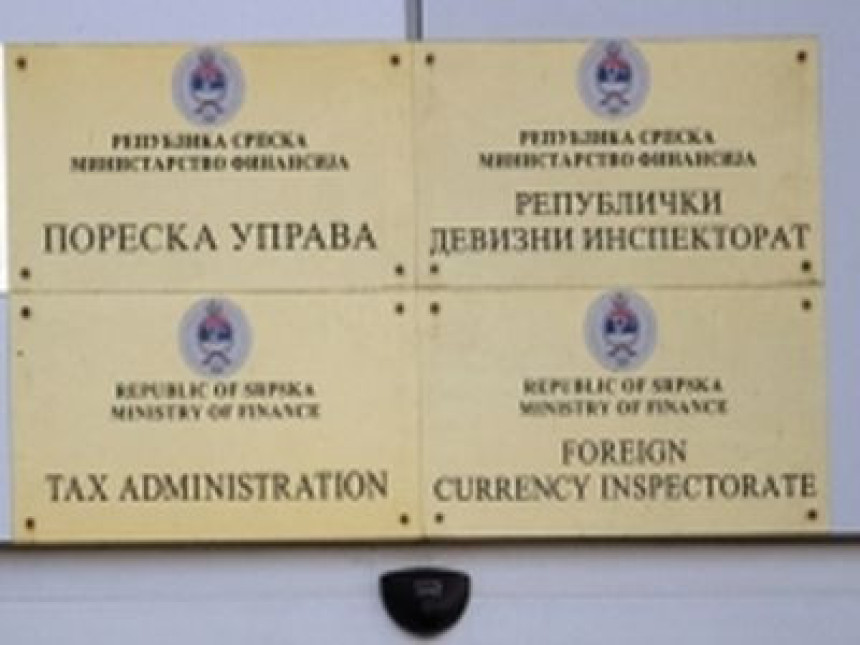 РЕПУБЛИКА СРПСКА
МИНИСТАРСТВО ФИНАНСИЈА
ПОРЕСКА УПРАВА
РЕПУБЛИКА СРПСКА
МИНИСТАРСТВО ФИНАНСИЈА
РЕПУБЛИЧКИ
ДЕВИЗНИ ИНСПЕКТОРАТ
REPUBLIC OF SRPSKA
MINISTRY OF FINANCE
TAX ADMINISTRATION
REPUBLIC OF SRPSKA
MINISTRY OF FINANCE
FOREIGN
CURRENCY INSPECTORATE